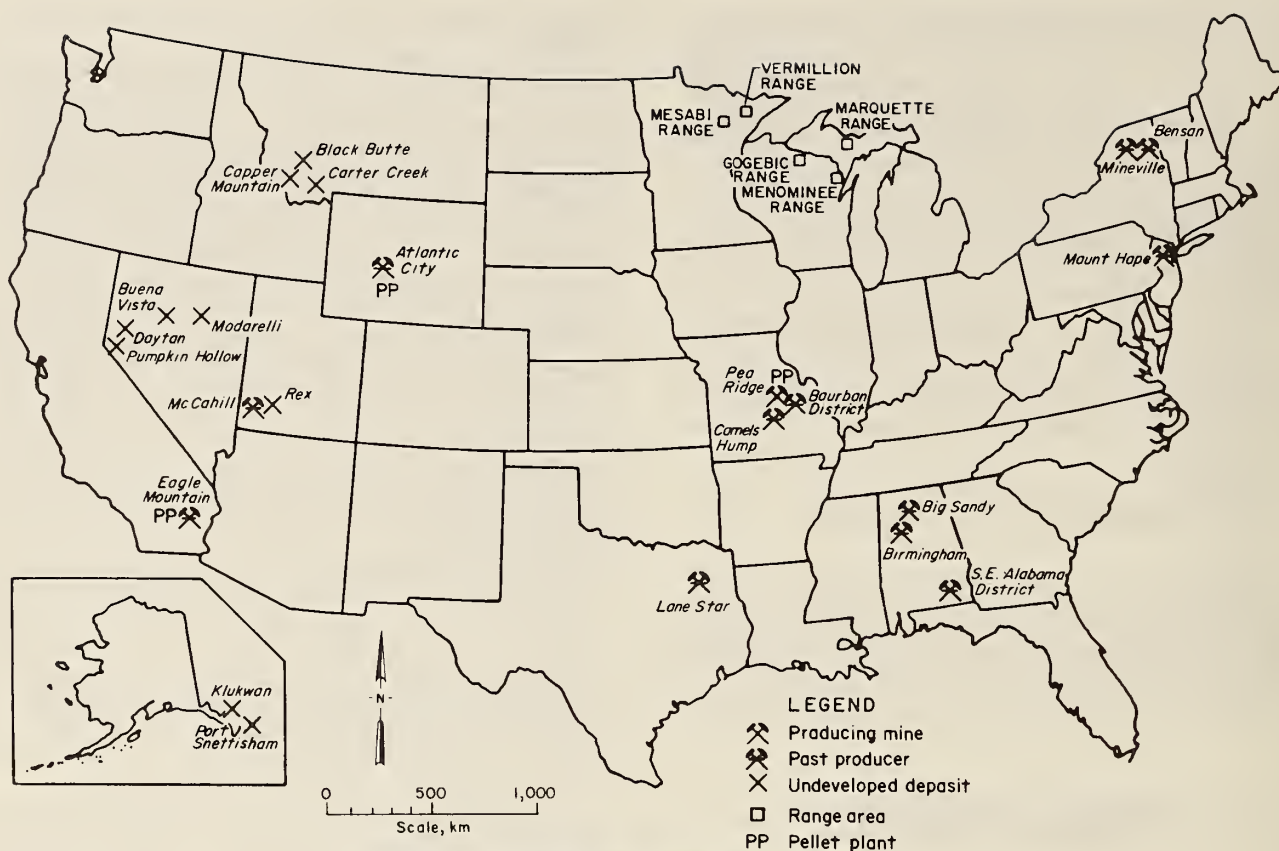 VERMILLION
RANGE
MESABI
RANGE
MARQUETTE
RANGE
GOGEBIC
RANGE
MENOMINEE
RANGE
Bensan
Mineville
Mount Hape
Black Butte
Capper
Mountain
Carter Creek
Atlantic
City
PP
Buena
Vista
Modarelli
Daytan
Pumpkin Hollow
McCahill
Rex
Pea
Ridge
PP
Baurban
District
Camels
Hump
Eagle
Mountain
PP
Big Sandy
Birmingham
S.E. Alabama
District
Lane Star
Klukwan
Part
Snettisham
N
0 500 1,000
Scale, km
LEGEND
Praducing mine
Past producer
Undeveloped depasit
Range area
PP Pellet plant